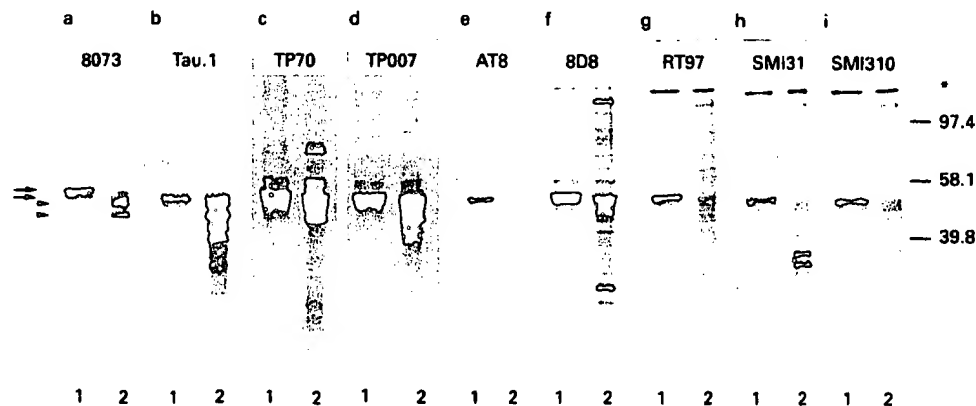 a b c d e f g h i
8073 Tau.1 TP70 TP007 AT8 8D8 RT97 SMI31 SMI310
*
97.4
58.1
39.8
1 2 1 2 1 2 1 2 1 2 1 2 1 2 1 2 1 2